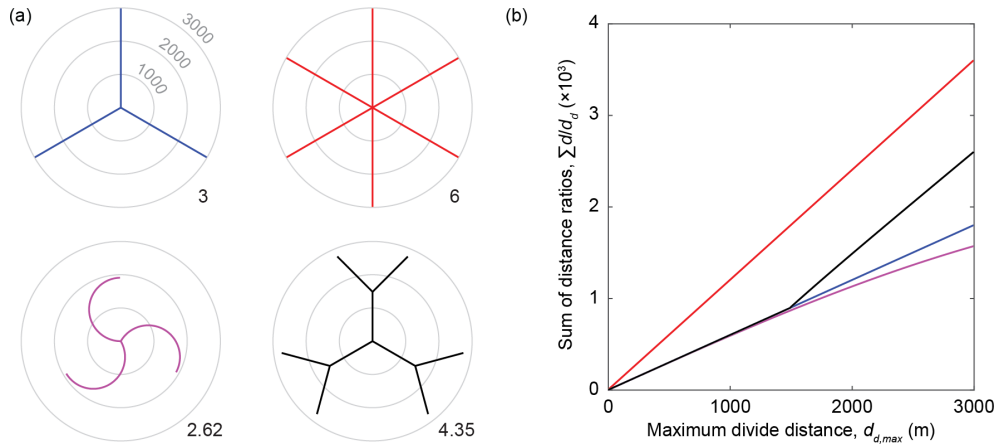 (a)
3000
2000
1000
3
6
2.62
4.35
(b)
Sum of distance ratios, ∑d/d_d (×10³)
4
3
2
1
0
0 1000 2000 3000
Maximum divide distance, d_d,max (m)